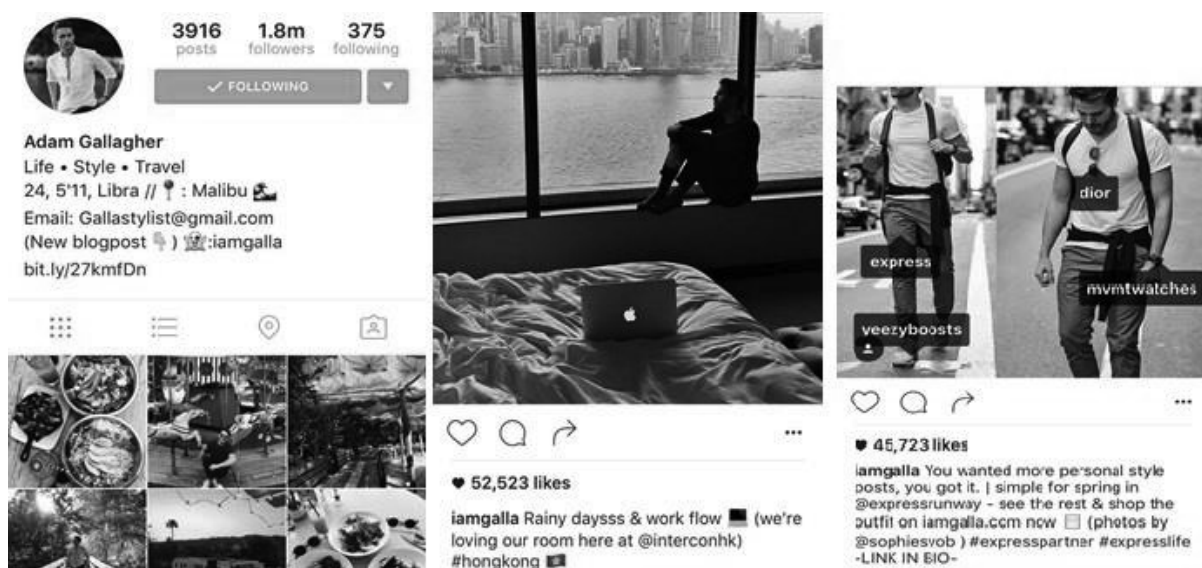 3916 1.8m 375
posts followers following
FOLLOWING
Adam Gallagher
Life • Style • Travel
24, 5'11, Libra // : Malibu
Email: Gallastylist@gmail.com
(New blogpost ) :iamgalla
bit.ly/27kmfDn
52,523 likes
iamgalla Rainy daysss & work flow (we're
loving our room here at @interconhk)
#hongkong
dior
express
mvmtwatches
yeezyboosts
45,723 likes
iamgalla You wanted more personal style
posts, you got it. | simple for spring in
@expressrunway - see the rest & shop the
outfit on iamgalla.com now (photos by
@sophiesvob ) #expresspartner #expresslife
-LINK IN BIO-